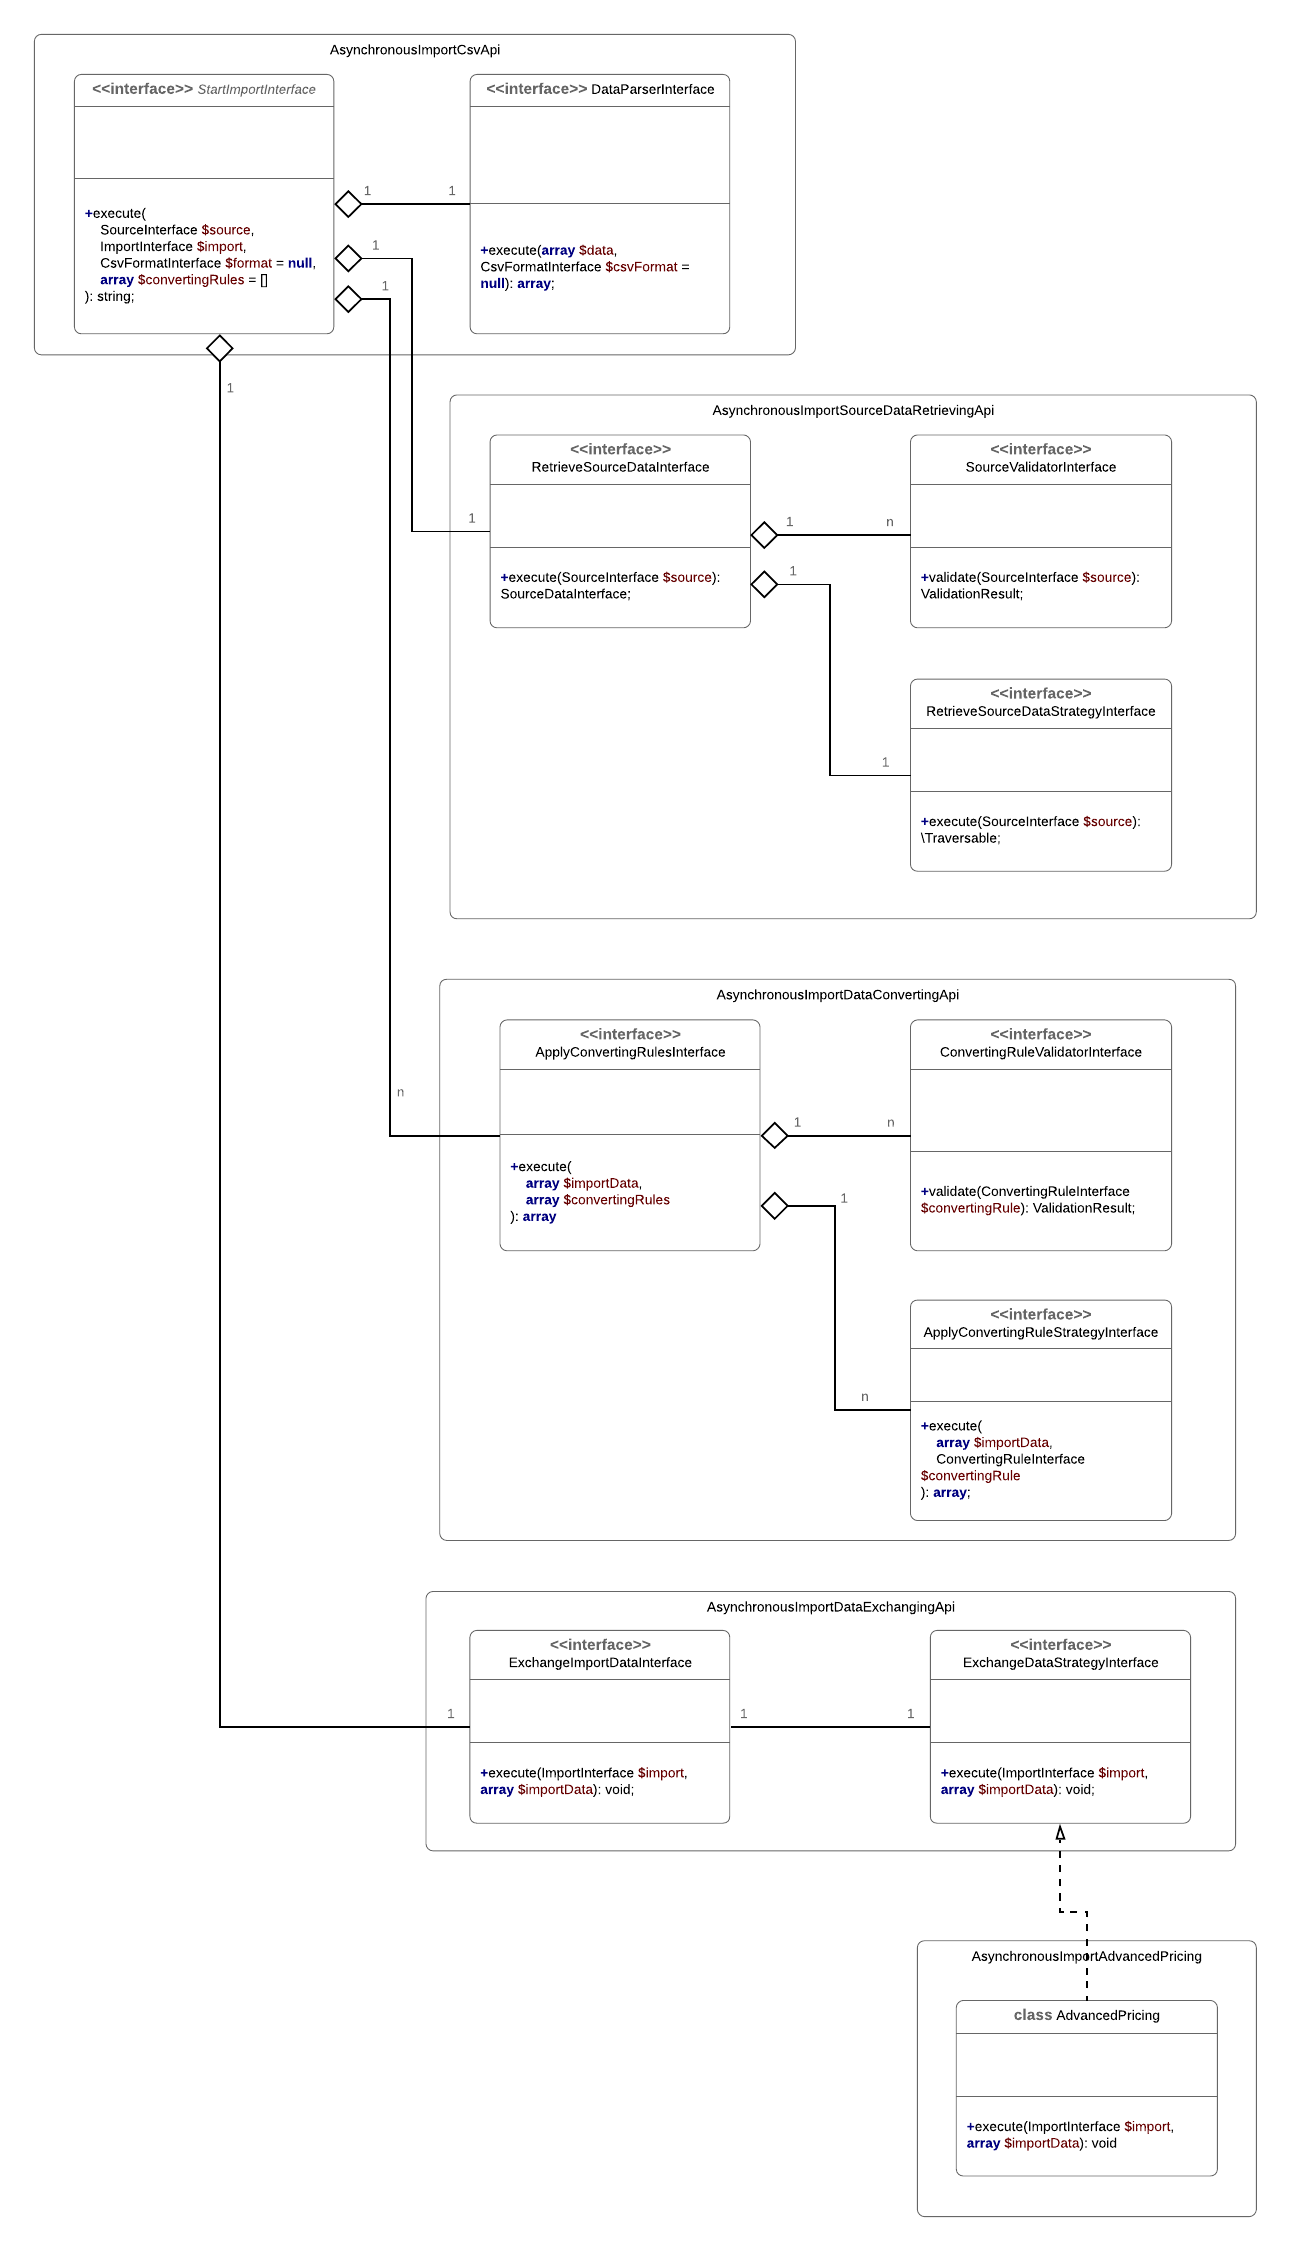 AsynchronousImportCsvApi
<<interface>> StartImportInterface
+execute(
SourceInterface $source,
ImportInterface $import,
CsvFormatInterface $format = null,
array $convertingRules = []
): string;
<<interface>> DataParserInterface
+execute(array $data,
CsvFormatInterface $csvFormat =
null): array;
1
1
1
1
1
AsynchronousImportSourceDataRetrievingApi
<<interface>>
RetrieveSourceDataInterface
+execute(SourceInterface $source):
SourceDataInterface;
<<interface>>
SourceValidatorInterface
+validate(SourceInterface $source):
ValidationResult;
1
1
n
1
<<interface>>
RetrieveSourceDataStrategyInterface
1
+execute(SourceInterface $source):
\Traversable;
AsynchronousImportDataConvertingApi
<<interface>>
ApplyConvertingRulesInterface
n
+execute(
array $importData,
array $convertingRules
): array
<<interface>>
ConvertingRuleValidatorInterface
1
n
+validate(ConvertingRuleInterface
$convertingRule): ValidationResult;
1
<<interface>>
ApplyConvertingRuleStrategyInterface
n
+execute(
array $importData,
ConvertingRuleInterface
$convertingRule
): array;
AsynchronousImportDataExchangingApi
<<interface>>
ExchangeImportDataInterface
1
+execute(ImportInterface $import,
array $importData): void;
<<interface>>
ExchangeDataStrategyInterface
1
1
+execute(ImportInterface $import,
array $importData): void;
AsynchronousImportAdvancedPricing
class AdvancedPricing
+execute(ImportInterface $import,
array $importData): void